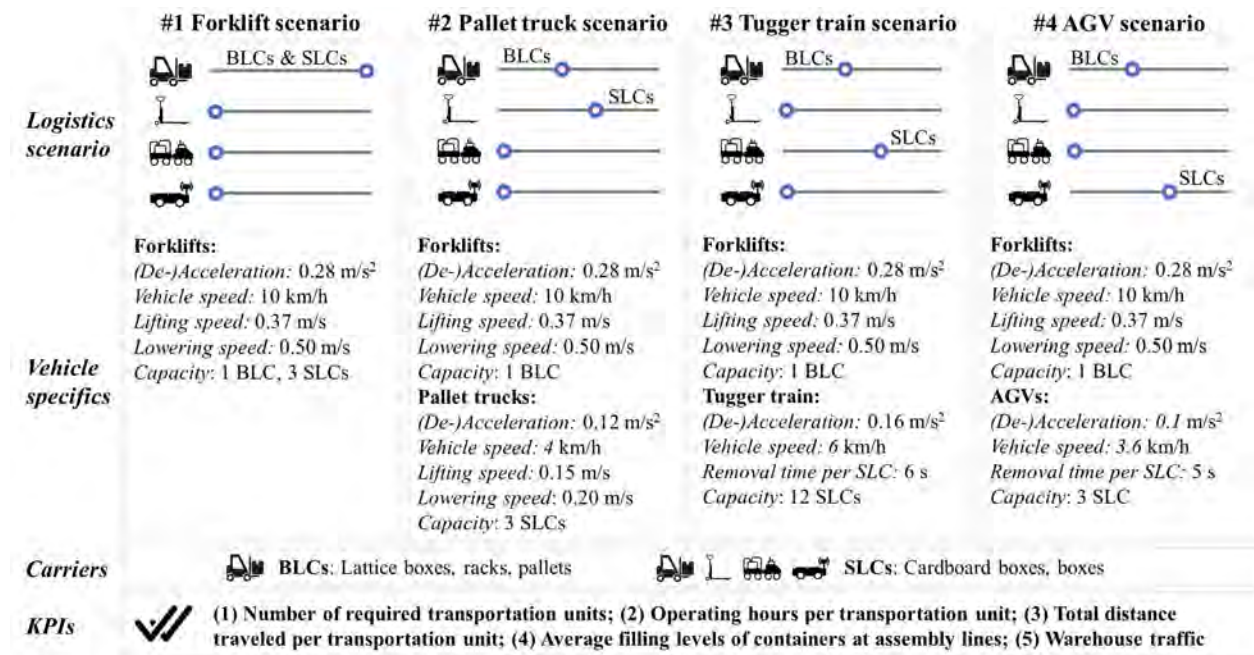 #1 Forklift scenario
#2 Pallet truck scenario
#3 Tugger train scenario
#4 AGV scenario
Logistics
scenario
BLCs & SLCs
BLCs
SLCs
BLCs
SLCs
BLCs
SLCs
Vehicle
specifics
Forklifts:
(De-)Acceleration: 0.28 m/s²
Vehicle speed: 10 km/h
Lifting speed: 0.37 m/s
Lowering speed: 0.50 m/s
Capacity: 1 BLC, 3 SLCs
Forklifts:
(De-)Acceleration: 0.28 m/s²
Vehicle speed: 10 km/h
Lifting speed: 0.37 m/s
Lowering speed: 0.50 m/s
Capacity: 1 BLC
Pallet trucks:
(De-)Acceleration: 0.12 m/s²
Vehicle speed: 4 km/h
Lifting speed: 0.15 m/s
Lowering speed: 0.20 m/s
Capacity: 3 SLCs
Forklifts:
(De-)Acceleration: 0.28 m/s²
Vehicle speed: 10 km/h
Lifting speed: 0.37 m/s
Lowering speed: 0.50 m/s
Capacity: 1 BLC
Tugger train:
(De-)Acceleration: 0.16 m/s²
Vehicle speed: 6 km/h
Removal time per SLC: 6 s
Capacity: 12 SLCs
Forklifts:
(De-)Acceleration: 0.28 m/s²
Vehicle speed: 10 km/h
Lifting speed: 0.37 m/s
Lowering speed: 0.50 m/s
Capacity: 1 BLC
AGVs:
(De-)Acceleration: 0.1 m/s²
Vehicle speed: 3.6 km/h
Removal time per SLC: 5 s
Capacity: 3 SLC
Carriers
BLCs: Lattice boxes, racks, pallets
SLCs: Cardboard boxes, boxes
KPIs
(1) Number of required transportation units; (2) Operating hours per transportation unit; (3) Total distance
traveled per transportation unit; (4) Average filling levels of containers at assembly lines; (5) Warehouse traffic